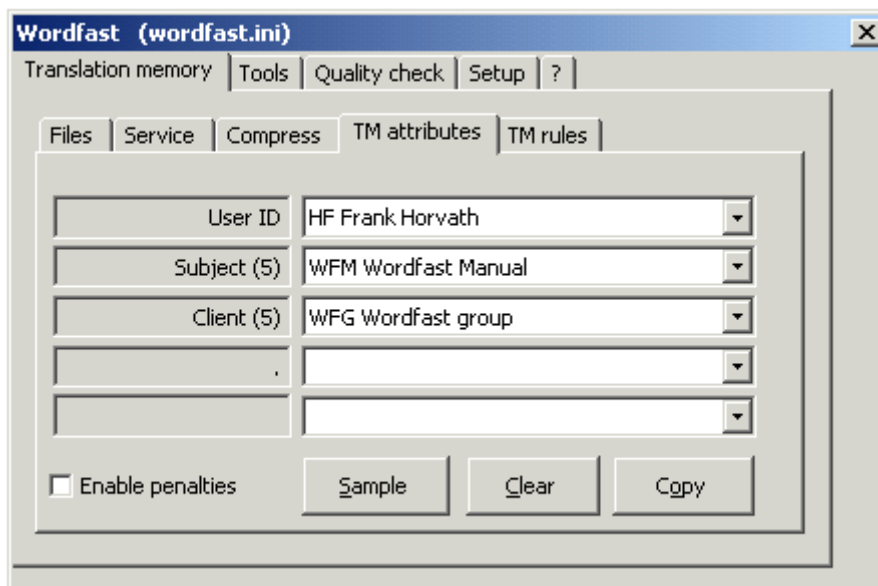 Wordfast (wordfast.ini)
Translation memory Tools Quality check Setup ?
Files Service Compress TM attributes TM rules
User ID HF Frank Horvath
Subject (5) WFM Wordfast Manual
Client (5) WFG Wordfast group
.
Enable penalties Sample Clear Copy